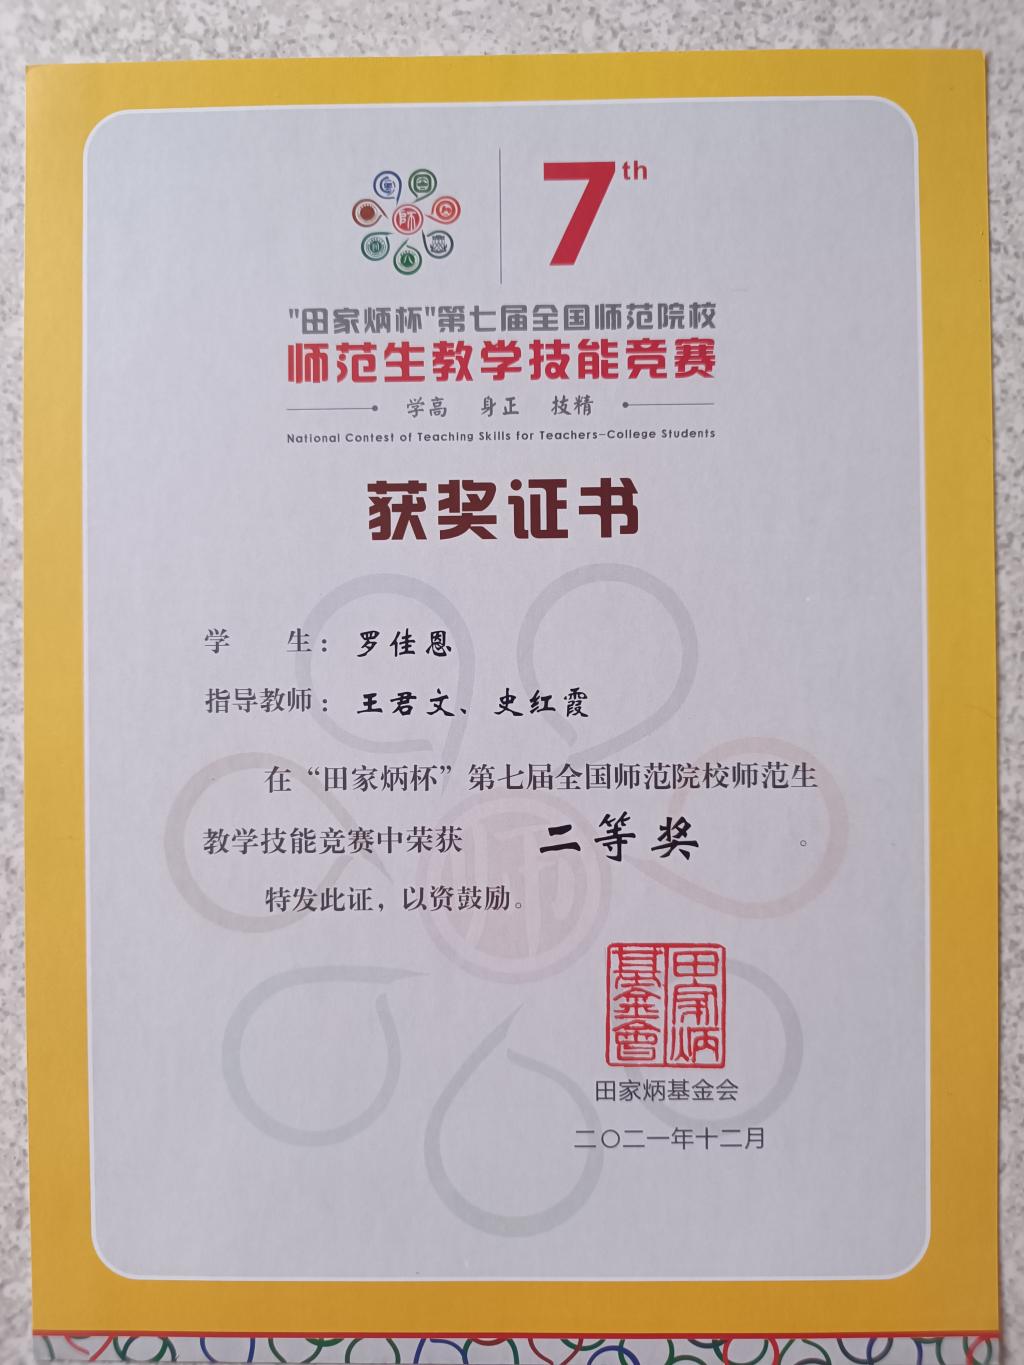 7th
"田家炳杯"第七届全国师范院校
师范生教学技能竞赛
学高 身正 技精
National Contest of Teaching Skills for Teachers-College Students
获奖证书
学 生：罗佳恩
指导教师：王君文、史红霞
在“田家炳杯”第七届全国师范院校师范生
教学技能竞赛中荣获 二等奖 。
特发此证，以资鼓励。
田家炳
基金會
田家炳基金会
二〇二一年十二月